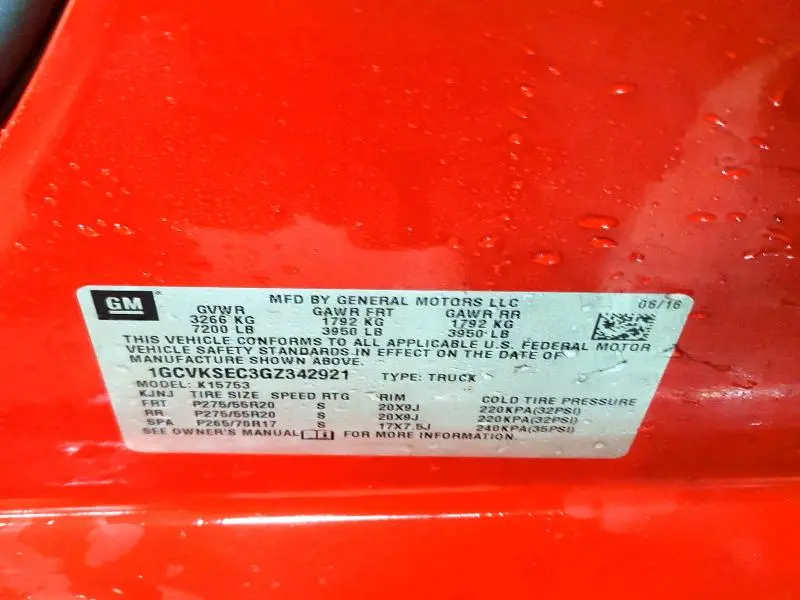 GM MFD BY GENERAL MOTORS LLC 06/16
GVWR GAWR FRT GAWR RR
3266 KG 1792 KG 1792 KG
7200 LB 3950 LB 3950 LB
THIS VEHICLE CONFORMS TO ALL APPLICABLE U.S. FEDERAL MOTOR
VEHICLE SAFETY STANDARDS IN EFFECT ON THE DATE OF
MANUFACTURE SHOWN ABOVE.
1GCVKSEC3GZ342921 TYPE: TRUCK
MODEL: K15753
KJNJ TIRE SIZE SPEED RTG RIM COLD TIRE PRESSURE
FRT P275/55R20 S 20X9J 220KPA(32PSI)
RR P275/55R20 S 20X9J 220KPA(32PSI)
SPA P265/70R17 S 17X7.5J 240KPA(35PSI)
SEE OWNER'S MANUAL FOR MORE INFORMATION.